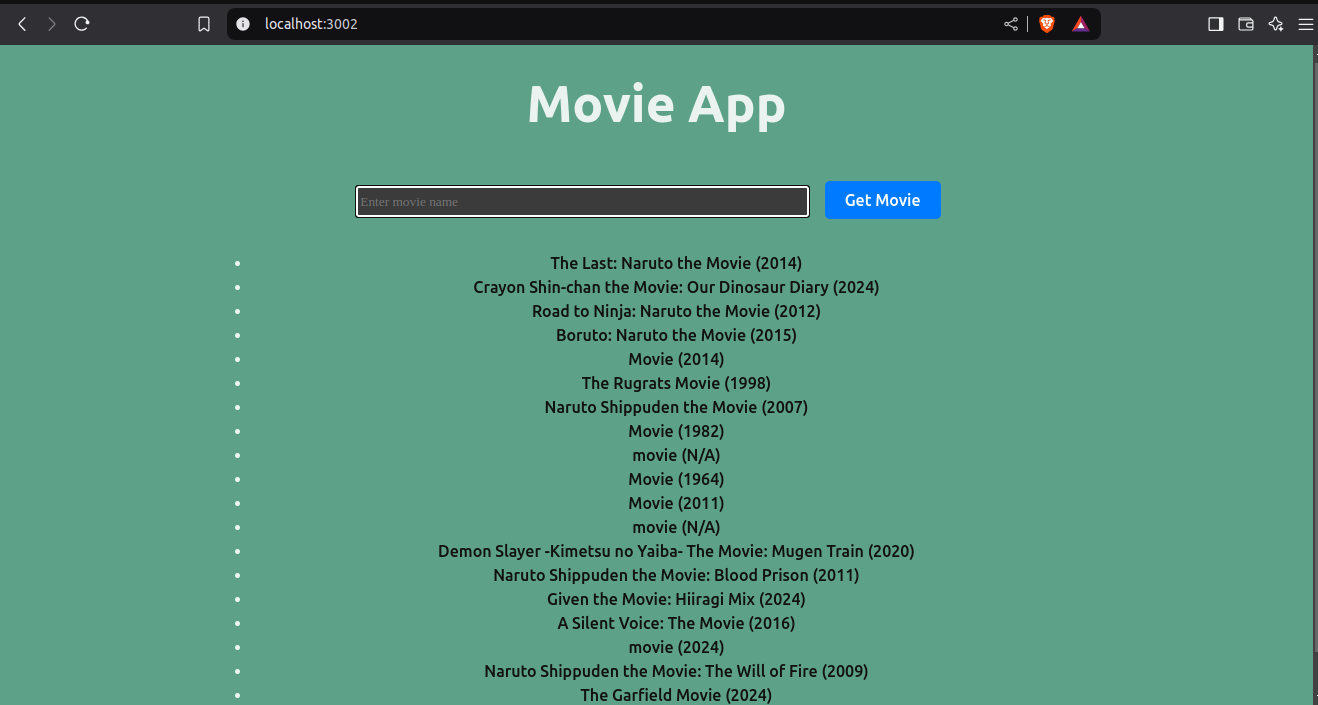 localhost:3002
Movie App
Enter movie name
Get Movie
The Last: Naruto the Movie (2014)
Crayon Shin-chan the Movie: Our Dinosaur Diary (2024)
Road to Ninja: Naruto the Movie (2012)
Boruto: Naruto the Movie (2015)
Movie (2014)
The Rugrats Movie (1998)
Naruto Shippuden the Movie (2007)
Movie (1982)
movie (N/A)
Movie (1964)
Movie (2011)
movie (N/A)
Demon Slayer -Kimetsu no Yaiba- The Movie: Mugen Train (2020)
Naruto Shippuden the Movie: Blood Prison (2011)
Given the Movie: Hiiragi Mix (2024)
A Silent Voice: The Movie (2016)
movie (2024)
Naruto Shippuden the Movie: The Will of Fire (2009)
The Garfield Movie (2024)